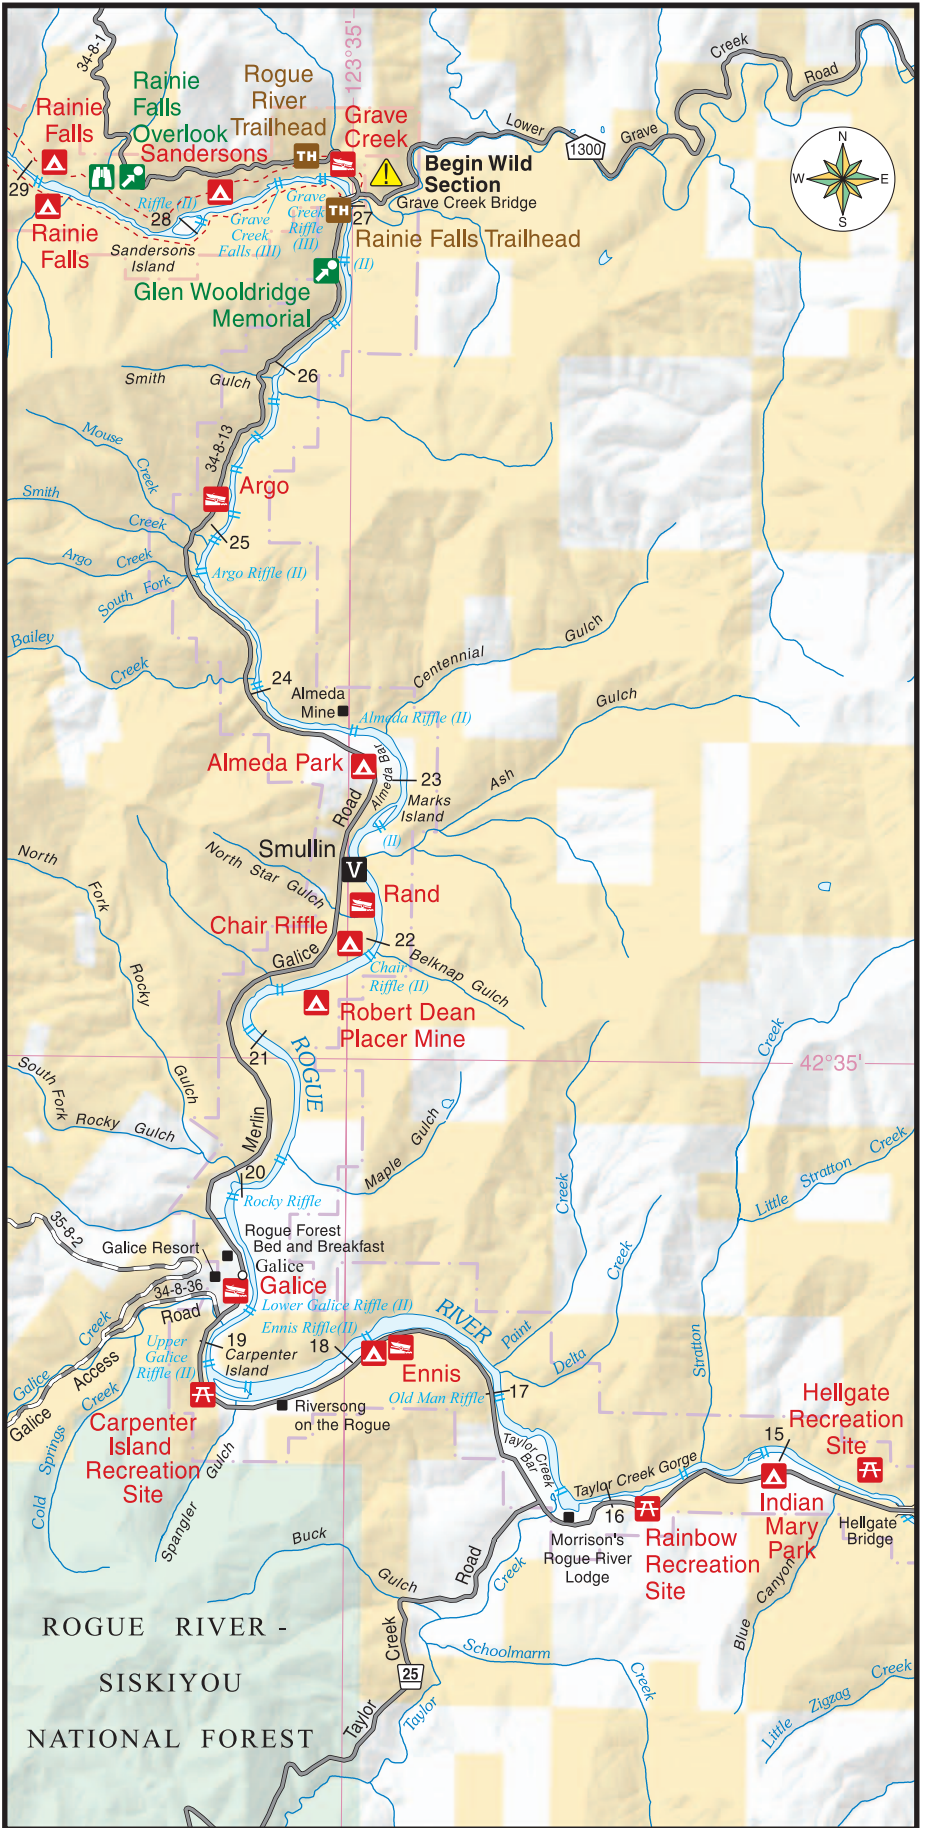 34-8-1
123°35'
Creek
Road
Rainie
Falls
Overlook
Rogue
River
Trailhead
Rainie
Falls
Sandersons
Grave
Creek
Lower
1300
Grave
TH
Begin Wild
Section
Grave Creek Bridge
N
W
E
S
29
Riffle (II)
28
Grave
Creek
Falls (III)
Grave
Creek
Riffle
(III)
TH
27
Rainie
Falls
Sandersons
Island
Rainie Falls Trailhead
(II)
Glen Wooldridge
Memorial
26
Smith
Gulch
Mouse
Creek
34-8-13
Smith
Creek
Argo
25
Argo
Creek
Argo Riffle (II)
South Fork
Bailey
Creek
24
Centennial
Gulch
Almeda
Mine
Almeda Riffle (II)
Gulch
Almeda Park
Almeda Bar
23
Ash
Road
Marks
Island
(II)
North
Fork
Rocky
Gulch
North Star Gulch
Smullin
V
Rand
Chair Riffle
22
Galice
Belknap Gulch
Chair
Riffle (II)
Robert Dean
Placer Mine
21
ROGUE
42°35'
Creek
South Fork
Rocky Gulch
Merlin
Maple Gulch
20
Rocky Riffle
Creek
Little Stratton Creek
35-8-2
Rogue Forest
Bed and Breakfast
Galice Resort
Galice
34-8-36
Galice
Road
Lower Galice Riffle (II)
Creek
RIVER
Galice Creek
Access
Galice
Upper
Galice
Riffle (II)
19
Carpenter
Island
Ennis Riffle(II)
18
Paint
Delta
Stratton
Ennis
Old Man Riffle
17
Creek
Springs
Cold
Carpenter
Island
Recreation
Site
Riversong
on the Rogue
Gulch
Spangler
Taylor Creek
Bar
Taylor Creek Gorge
Hellgate
Recreation
Site
15
16
Indian
Mary
Park
Hellgate
Bridge
Rainbow
Recreation
Site
Morrison's
Rogue River
Lodge
Buck
Gulch
Road
Creek
Canyon
Blue
Creek
25
Schoolmarm
Creek
Taylor
Taylor
Little Zigzag Creek
ROGUE RIVER -
SISKIYOU
NATIONAL FOREST